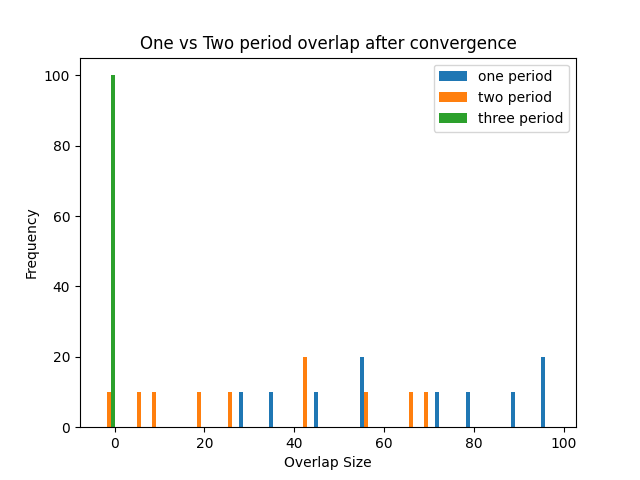 One vs Two period overlap after convergence
one period
two period
three period
100
80
60
40
20
0
Frequency
0 20 40 60 80 100
Overlap Size